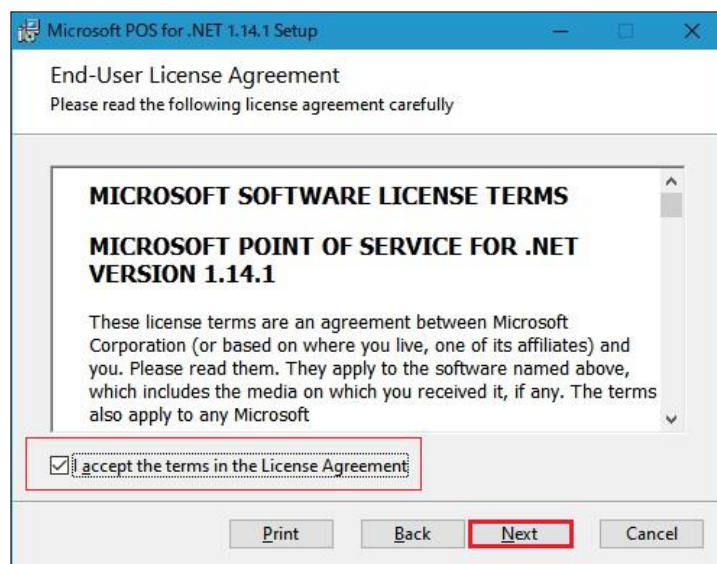 Microsoft POS for .NET 1.14.1 Setup
End-User License Agreement
Please read the following license agreement carefully
MICROSOFT SOFTWARE LICENSE TERMS
MICROSOFT POINT OF SERVICE FOR .NET
VERSION 1.14.1
These license terms are an agreement between Microsoft
Corporation (or based on where you live, one of its affiliates) and
you. Please read them. They apply to the software named above,
which includes the media on which you received it, if any. The terms
also apply to any Microsoft
I accept the terms in the License Agreement
Print Back Next Cancel